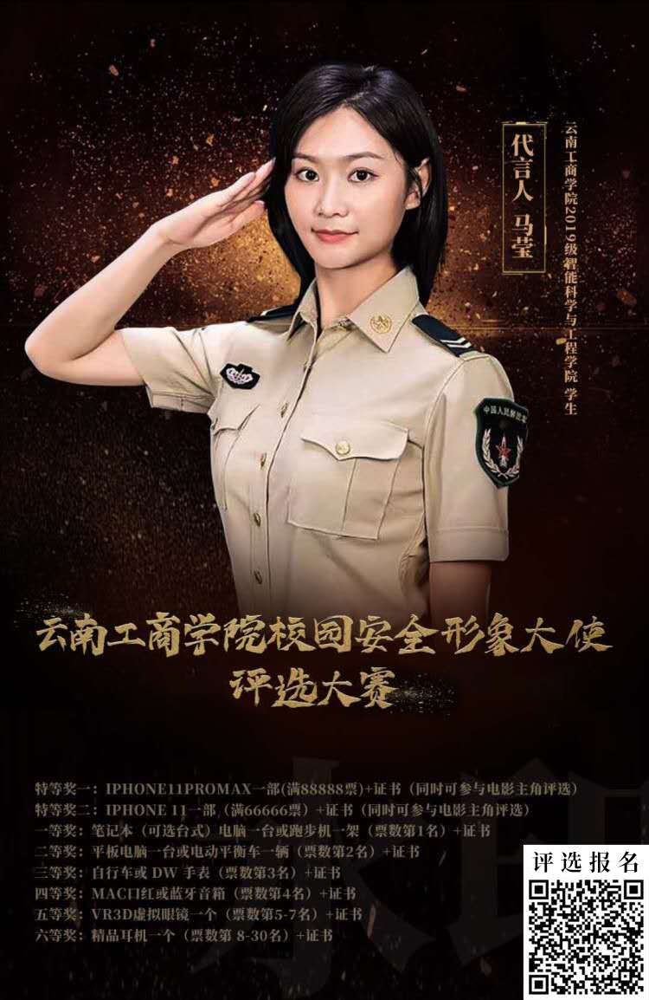 云南工商学院2019级智能科学与工程学院 学生
代言人 马莹
中国人民解放军
云南工商学院校园安全形象大使
评选大赛
特等奖一：IPHONE11PROMAX一部(满88888票)+证书（同时可参与电影主角评选）
特等奖二：IPHONE 11一部（满66666票）+证书（同时可参与电影主角评选）
一等奖：笔记本（可选台式）电脑一台或跑步机一架（票数第1名）+证书
二等奖：平板电脑一台或电动平衡车一辆（票数第2名）+证书
三等奖：自行车或 DW 手表（票数第3名）+证书
四等奖：MAC口红或蓝牙音箱（票数第4名）+证书
五等奖：VR3D虚拟眼镜一个（票数第5-7名）+证书
六等奖：精品耳机一个（票数第 8-30名）+证书
评选报名